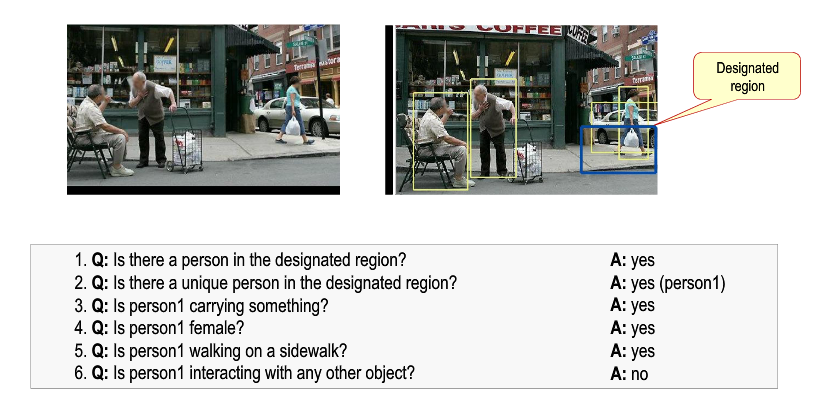 COFFEE
COFFEE
Designated
region
1. Q: Is there a person in the designated region? A: yes
2. Q: Is there a unique person in the designated region? A: yes (person1)
3. Q: Is person1 carrying something? A: yes
4. Q: Is person1 female? A: yes
5. Q: Is person1 walking on a sidewalk? A: yes
6. Q: Is person1 interacting with any other object? A: no